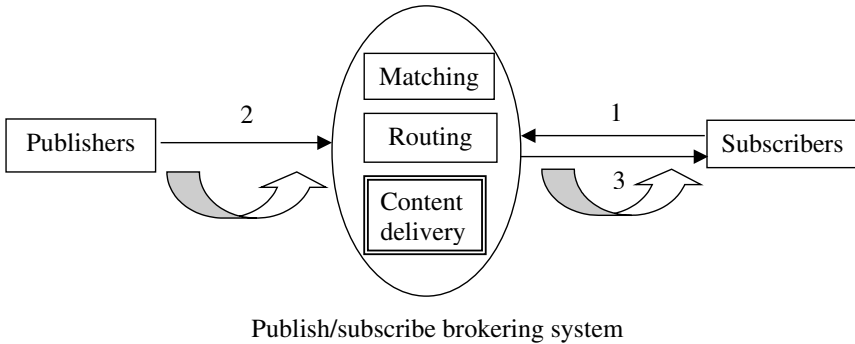 Matching
2
1
Publishers
Routing
Subscribers
3
Content
delivery
Publish/subscribe brokering system